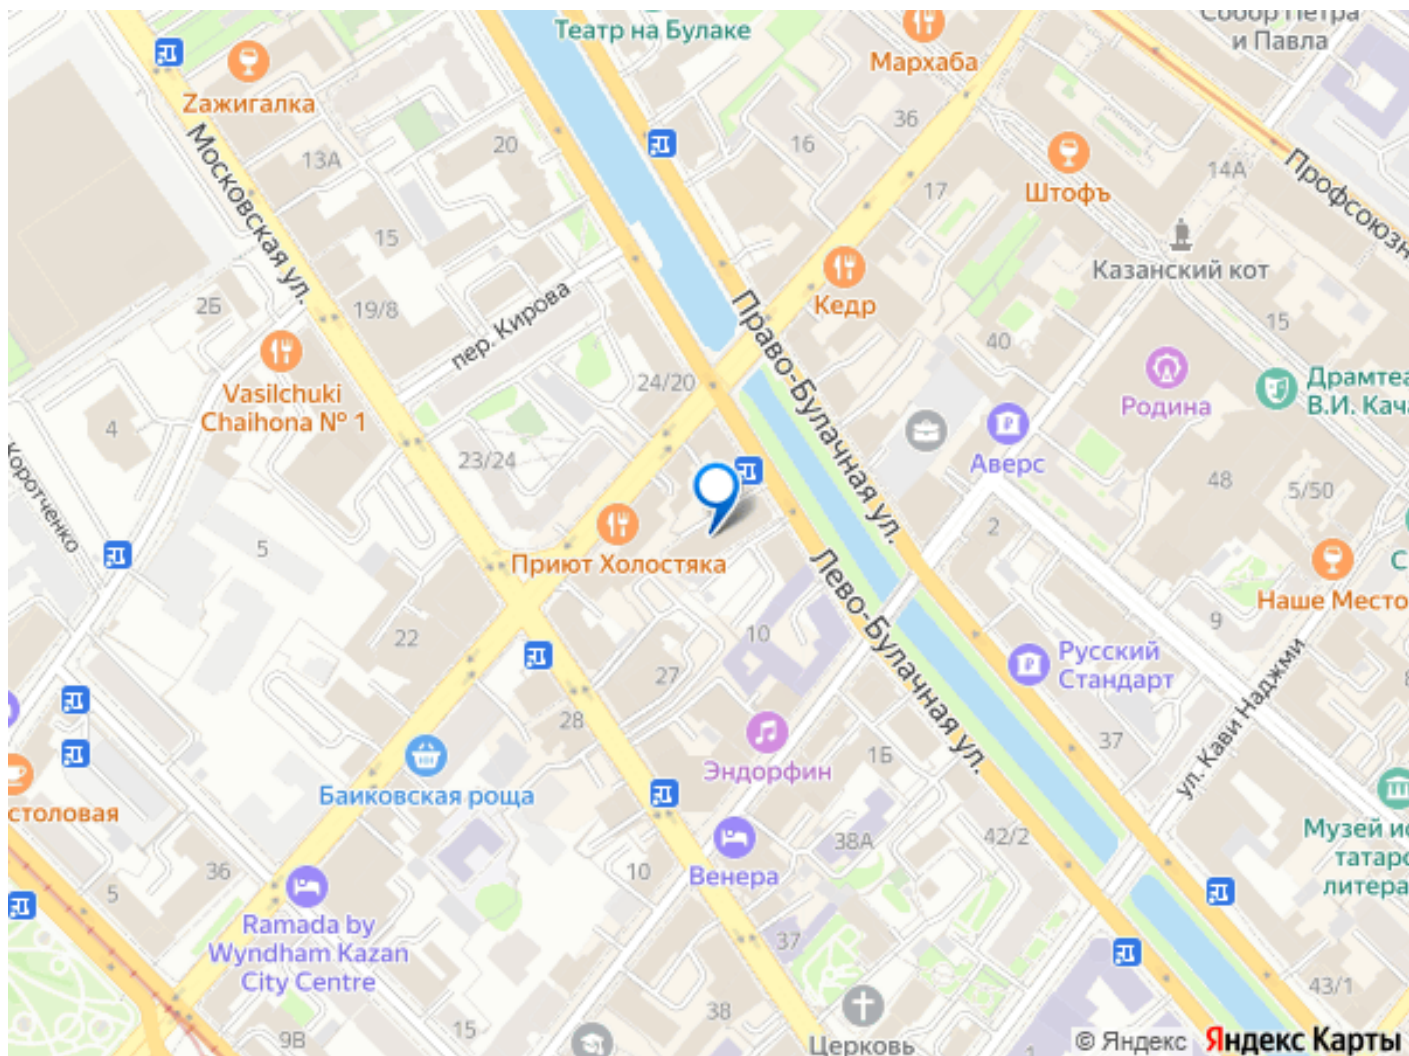 Театр на Булаке
Собор Петра
и Павла
Мархаба
Zажигалка
36
16
20
13А
Штофъ
14А
Профсоюзн
Московская ул.
17
15
Казанский кот
2Б
19/8
пер. Кирова
Кедр
Право-Булачная ул.
15
40
Vasilchuki
Chaihona № 1
24/20
Родина
Драмтеа
В.И. Кача
4
23/24
Аверс
48
5/50
Коротченко
5
Приют Холостяка
2
С
Наше Место
Лево-Булачная ул.
9
22
10
27
Русский
Стандарт
ул. Кави Наджми
8
28
1Б
37
Эндорфин
Баиковская роща
столовая
42/2
38А
Музей ис
татарс
литера
36
5
10
Венера
Ramada by
Wyndham Kazan
City Centre
37
43/1
38
15
9В
Церковь
© Яндекс Яндекс Карты